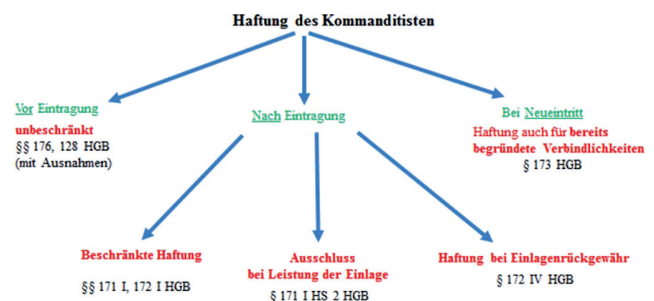 Haftung des Kommanditisten
Vor Eintragung
unbeschränkt
§§ 176, 128 HGB
(mit Ausnahmen)
Nach Eintragung
Bei Neueintritt
Haftung auch für bereits
begründete Verbindlichkeiten
§ 173 HGB
Beschränkte Haftung
§§ 171 I, 172 I HGB
Ausschluss
bei Leistung der Einlage
§ 171 I HS 2 HGB
Haftung bei Einlagenrückgewähr
§ 172 IV HGB